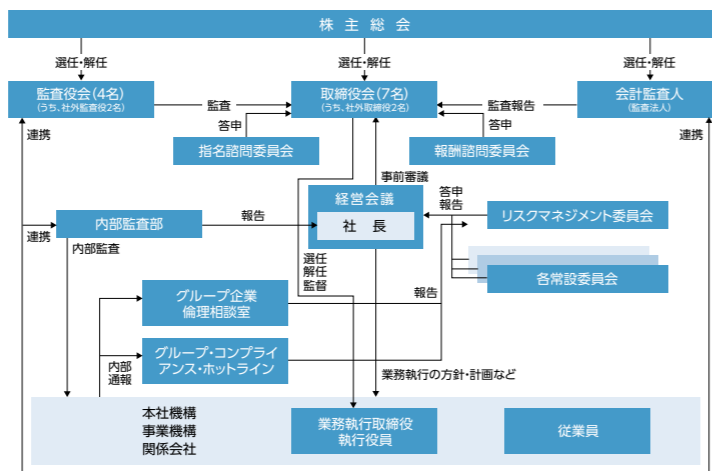 株主総会
選任・解任
選任・解任
選任・解任
監査役会(4名)
(うち、社外監査役2名)
監査
取締役会(7名)
(うち、社外取締役2名)
監査報告
会計監査人
(監査法人)
連携
答申
答申
連携
指名諮問委員会
報酬諮問委員会
事前審議
経営会議
社長
答申
報告
リスクマネジメント委員会
内部監査部
報告
連携
内部監査
選任
解任
監督
各常設委員会
グループ企業
倫理相談室
報告
グループ・コンプライ
アンス・ホットライン
内部
通報
業務執行の方針・計画など
本社機構
事業機構
関係会社
業務執行取締役
執行役員
従業員